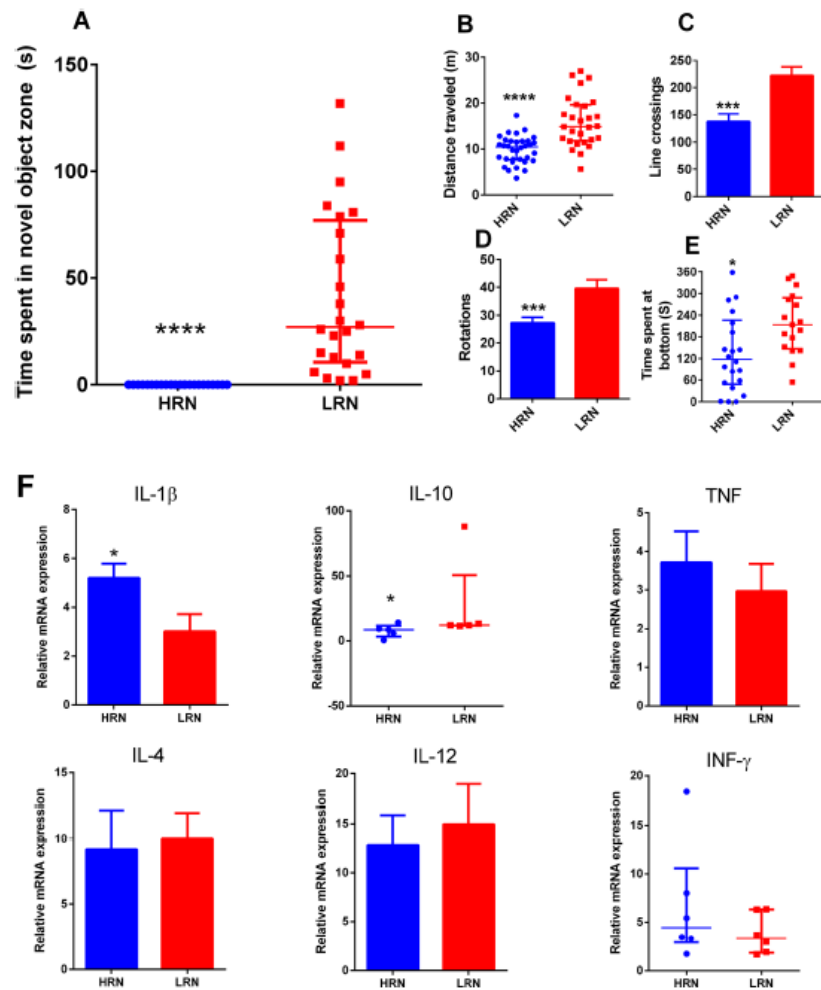 A
Time spent in novel object zone (s)
150
100
50
0
****
HRN
LRN
B
Distance traveled (m)
30
20
10
0
****
HRN
LRN
C
Line crossings
250
200
150
100
50
0
***
HRN
LRN
D
Rotations
50
40
30
20
10
0
***
HRN
LRN
E
Time spent at
bottom (S)
360
300
240
180
120
60
0
*
HRN
LRN
F
IL-1β
Relative mRNA expression
8
6
4
2
0
*
HRN
LRN
IL-10
Relative mRNA expression
100
50
0
-50
*
HRN
LRN
TNF
Relative mRNA expression
5
4
3
2
1
0
HRN
LRN
IL-4
Relative mRNA expression
15
10
5
0
HRN
LRN
IL-12
Relative mRNA expression
20
15
10
5
0
HRN
LRN
INF-γ
Relative mRNA expression
20
15
10
5
0
HRN
LRN